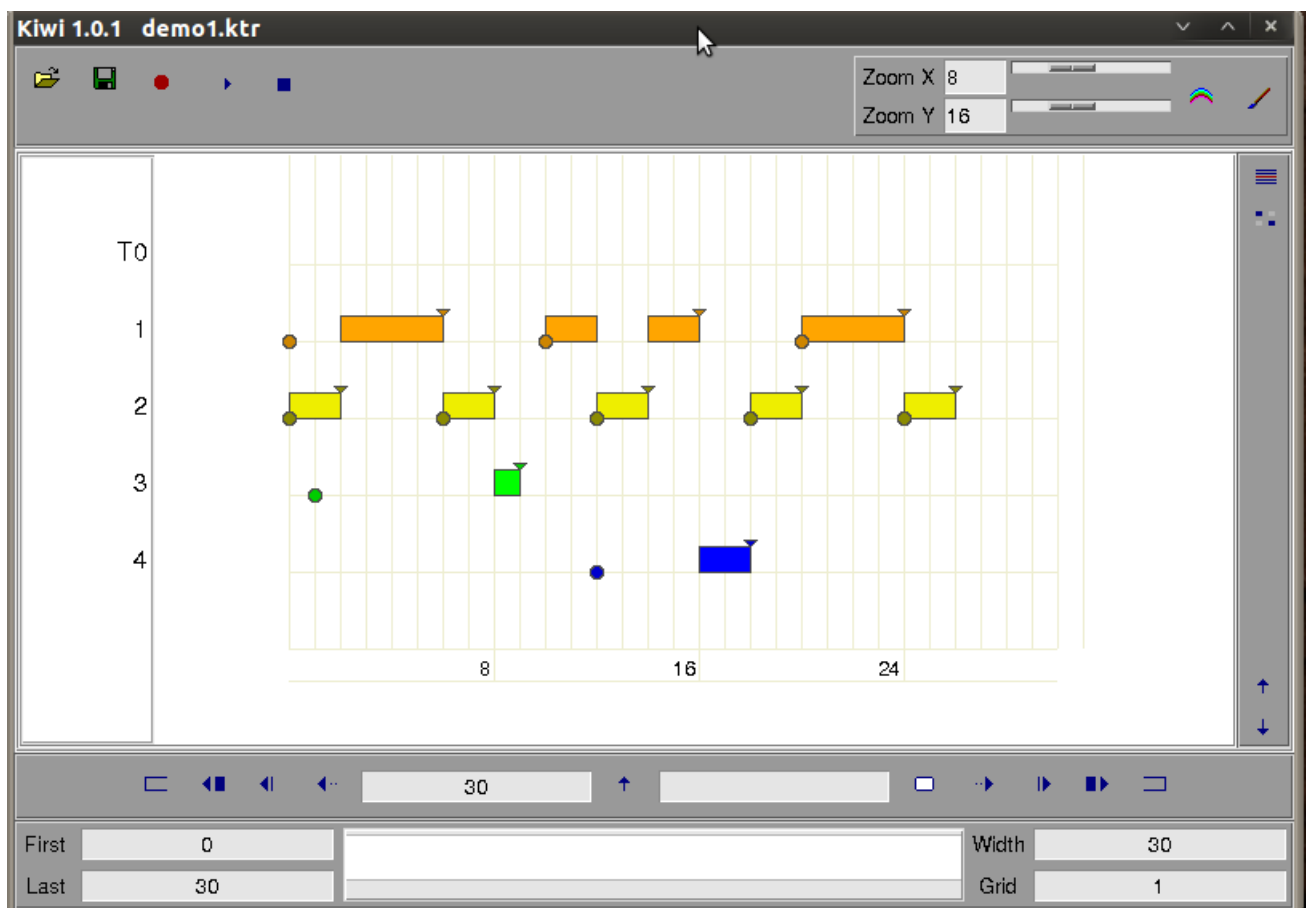 Kiwi 1.0.1 demo1.ktr
Zoom X 8
Zoom Y 16
T0
1
2
3
4
8 16 24
30
First 0 Width 30
Last 30 Grid 1